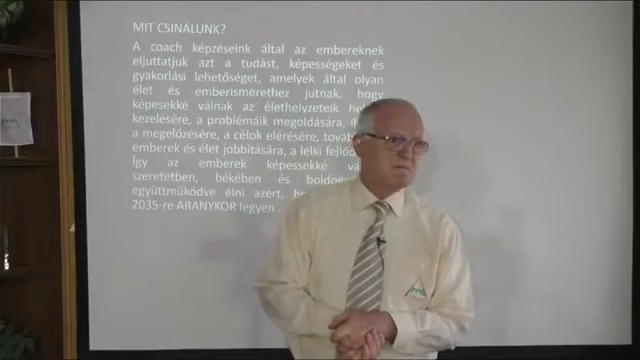 MIT CSINÁLUNK?
A coach képzéseink által az embereknek
eljuttatjuk azt a tudást, képességeket és
gyakorlási lehetőséget, amelyek által olyan
élet és emberismerethez jutnak, hogy
képesekké válnak az élethelyzeteik
kezelésére, a problémáik megoldására,
a megelőzésére, a célok elérésére,
emberek és élet jobbítására, a lelki
Így az emberek képessekké
szeretetben, békében és
együttműködve élni azért,
2035-re ARANYKOR legyen .